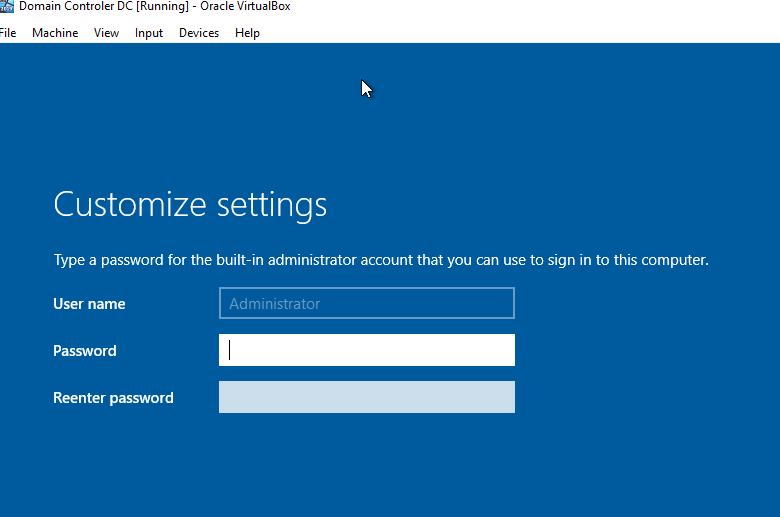 Domain Controler DC [Running] - Oracle VirtualBox
File Machine View Input Devices Help
Customize settings
Type a password for the built-in administrator account that you can use to sign in to this computer.
User name Administrator
Password
Reenter password